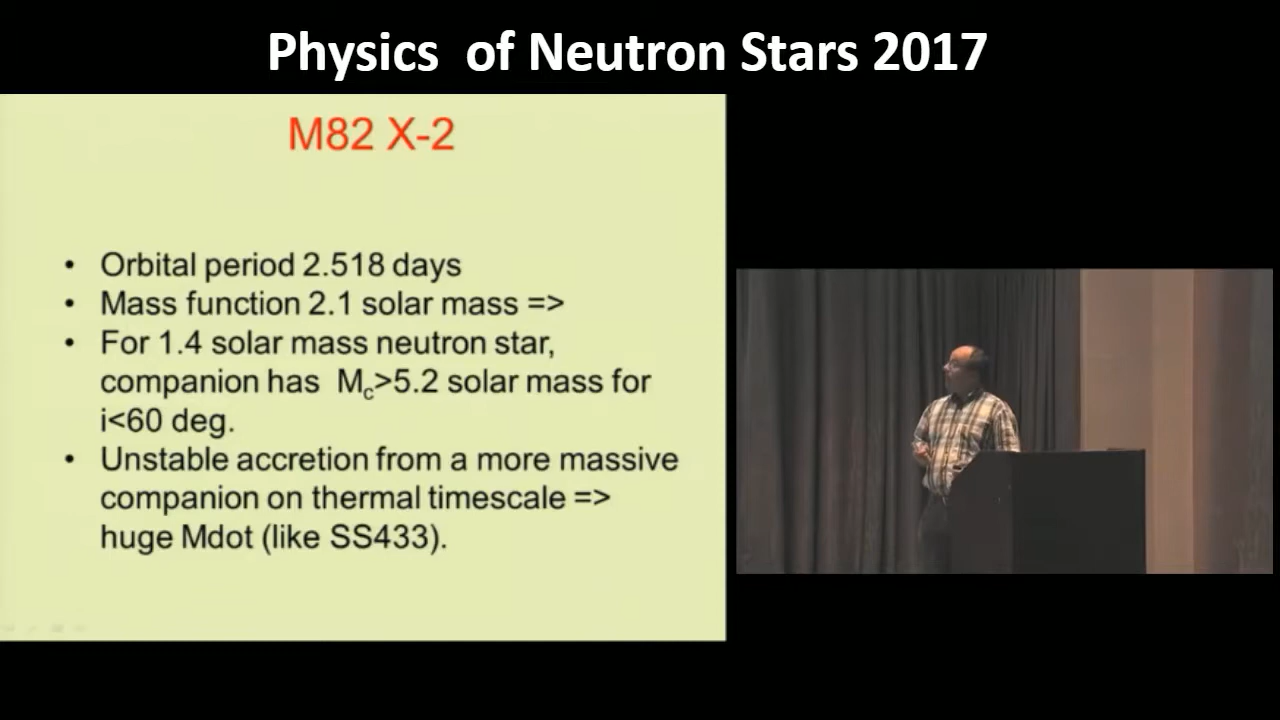 Physics of Neutron Stars 2017
M82 X-2
• Orbital period 2.518 days
• Mass function 2.1 solar mass =>
• For 1.4 solar mass neutron star,
companion has Mc>5.2 solar mass for
i<60 deg.
• Unstable accretion from a more massive
companion on thermal timescale =>
huge Mdot (like SS433).